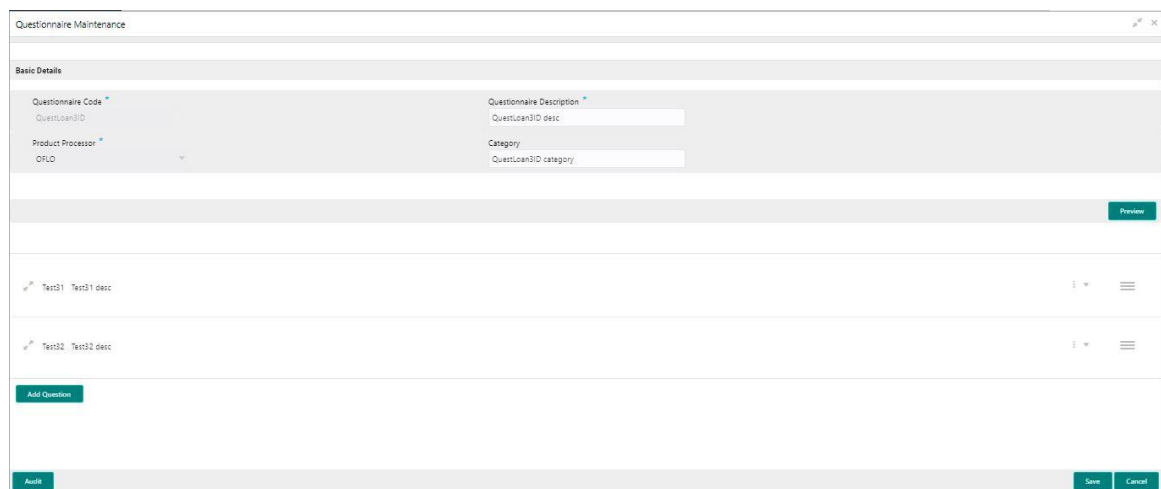 Questionnaire Maintenance
Basic Details
Questionnaire Code *
Questionnaire Description *
QuestLoan3ID
QuestLoan3ID desc
Product Processor *
Category
OFLO
QuestLoan3ID category
Preview
Test31 Test31 desc
Test32 Test32 desc
Add Question
Audit
Save
Cancel